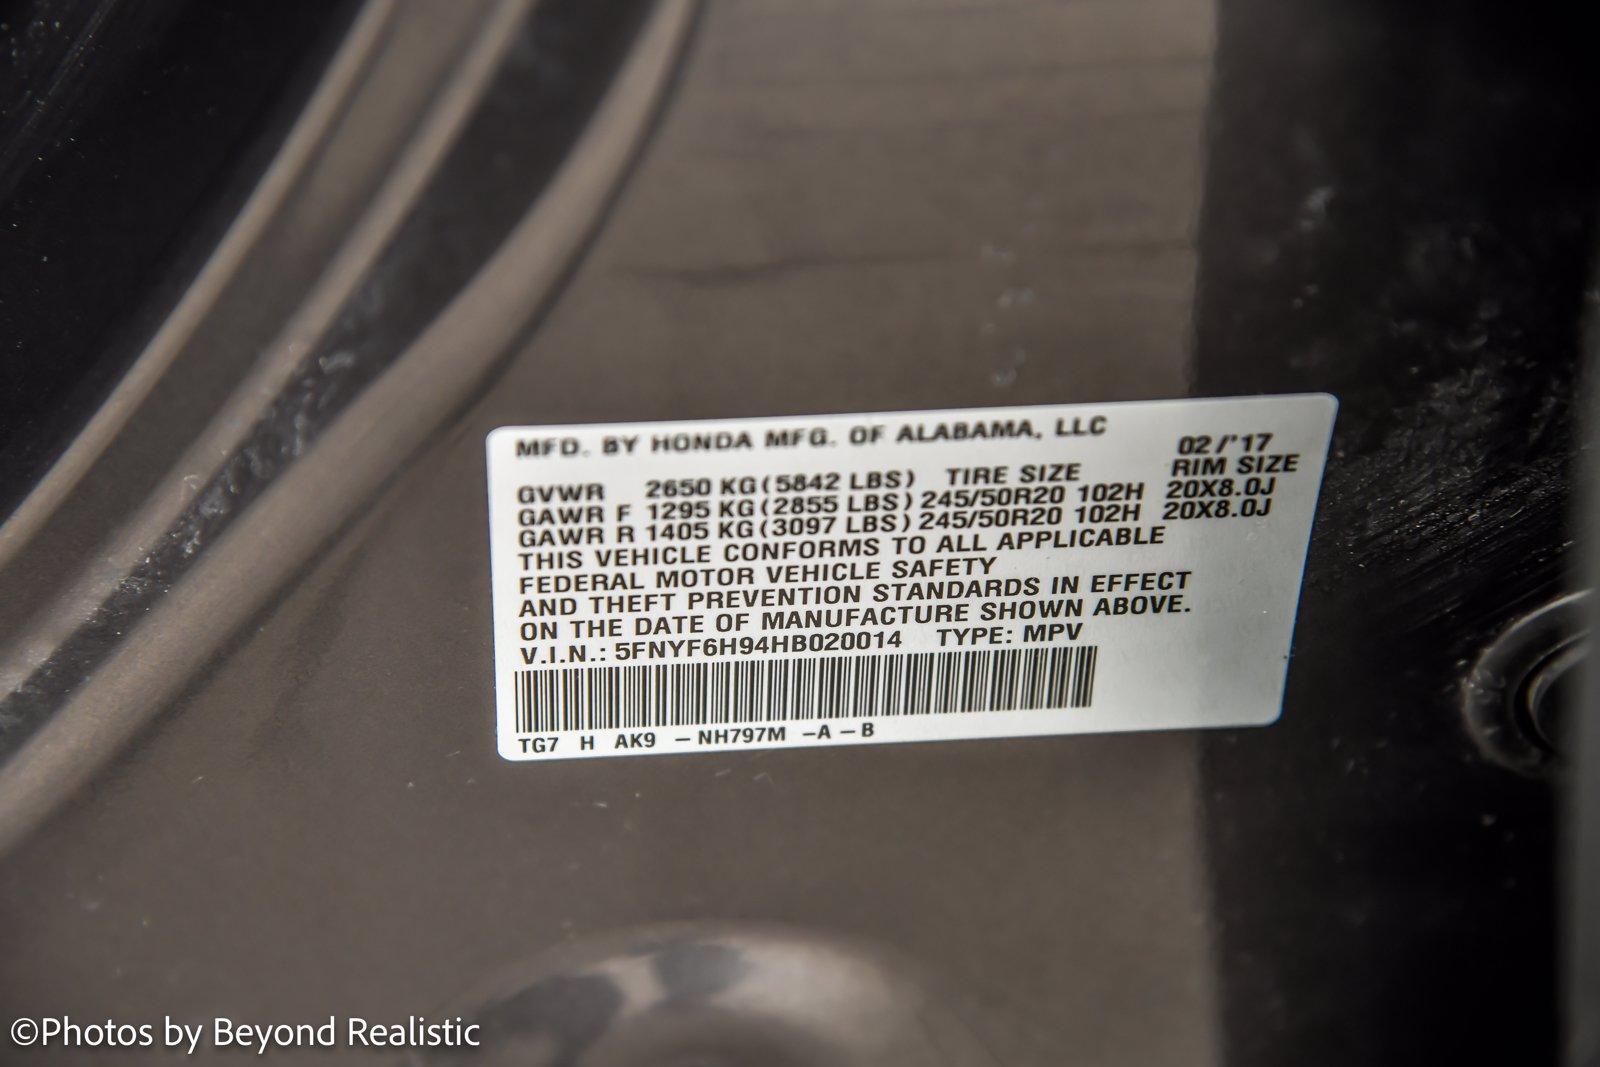 MFD. BY HONDA MFG. OF ALABAMA, LLC 02/'17
GVWR 2650 KG(5842 LBS) TIRE SIZE RIM SIZE
GAWR F 1295 KG(2855 LBS) 245/50R20 102H 20X8.0J
GAWR R 1405 KG(3097 LBS) 245/50R20 102H 20X8.0J
THIS VEHICLE CONFORMS TO ALL APPLICABLE
FEDERAL MOTOR VEHICLE SAFETY
AND THEFT PREVENTION STANDARDS IN EFFECT
ON THE DATE OF MANUFACTURE SHOWN ABOVE.
V.I.N.: 5FNYF6H94HB020014 TYPE: MPV
TG7 H AK9 -NH797M -A-B
©Photos by Beyond Realistic